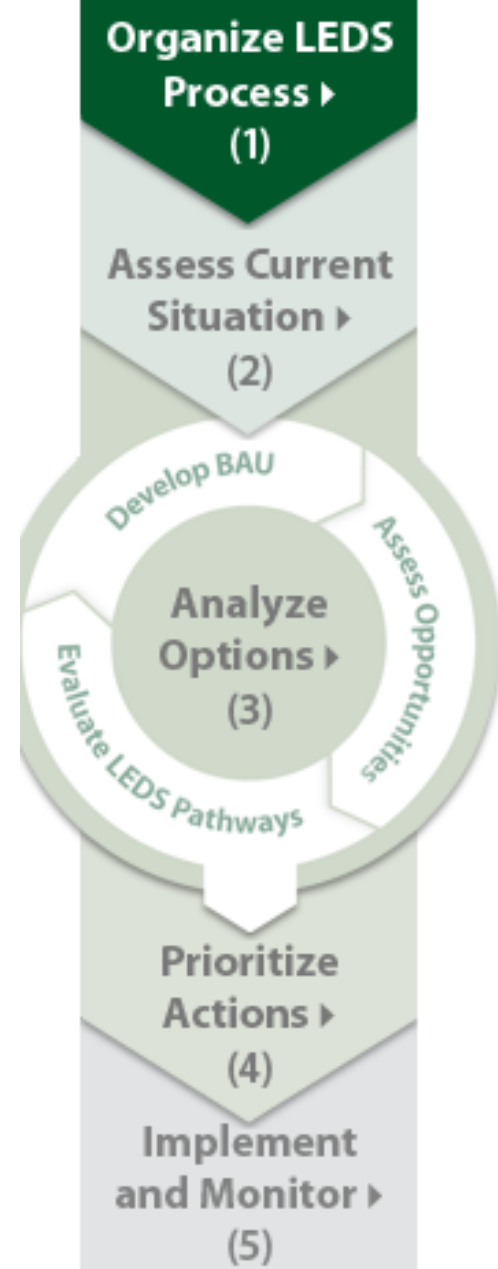 Organize LEDS
Process ▸
(1)
Assess Current
Situation ▸
(2)
Develop BAU
Assess Opportunities
Evaluate LEDS Pathways
Analyze
Options ▸
(3)
Prioritize
Actions ▸
(4)
Implement
and Monitor ▸
(5)